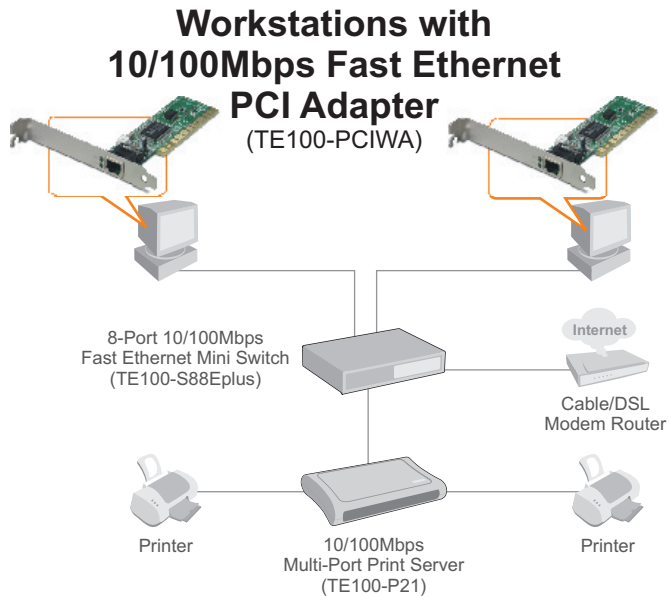 Workstations with
10/100Mbps Fast Ethernet
PCI Adapter
(TE100-PCIWA)
8-Port 10/100Mbps
Fast Ethernet Mini Switch
(TE100-S88Eplus)
Internet
Cable/DSL
Modem Router
Printer
10/100Mbps
Multi-Port Print Server
(TE100-P21)
Printer